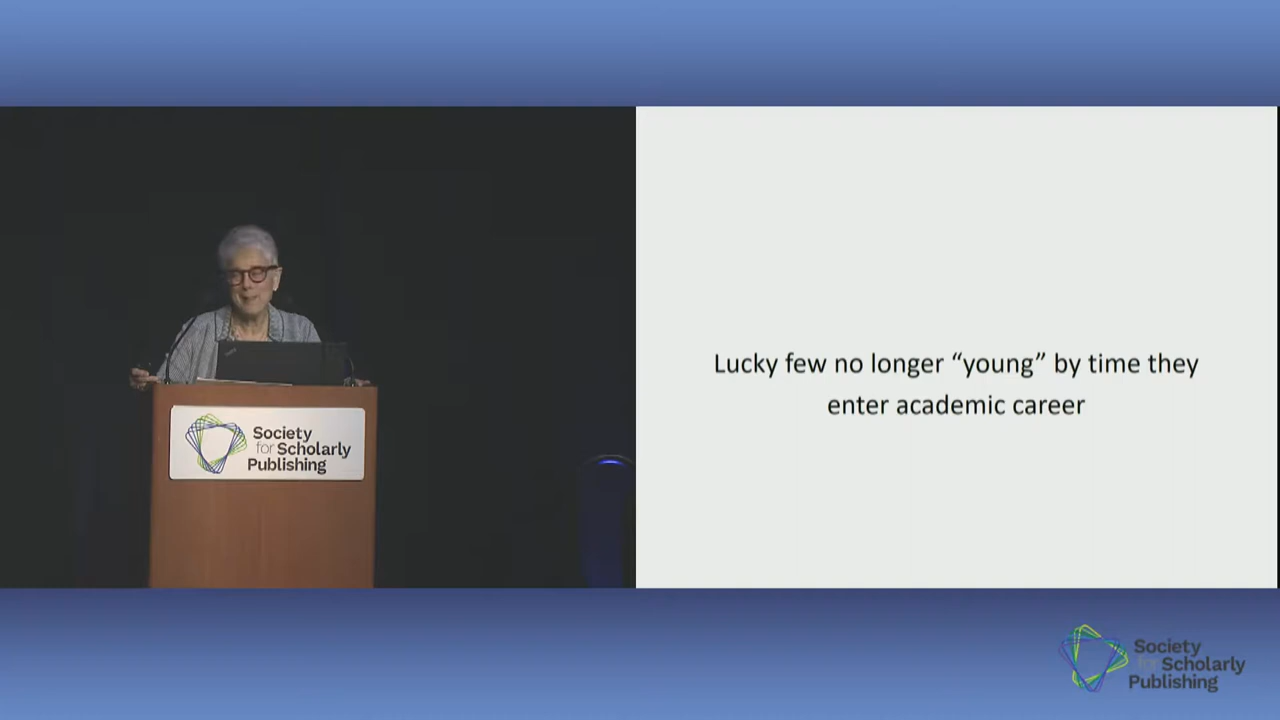 Society
for Scholarly
Publishing
Lucky few no longer “young” by time they
enter academic career
Society
for Scholarly
Publishing